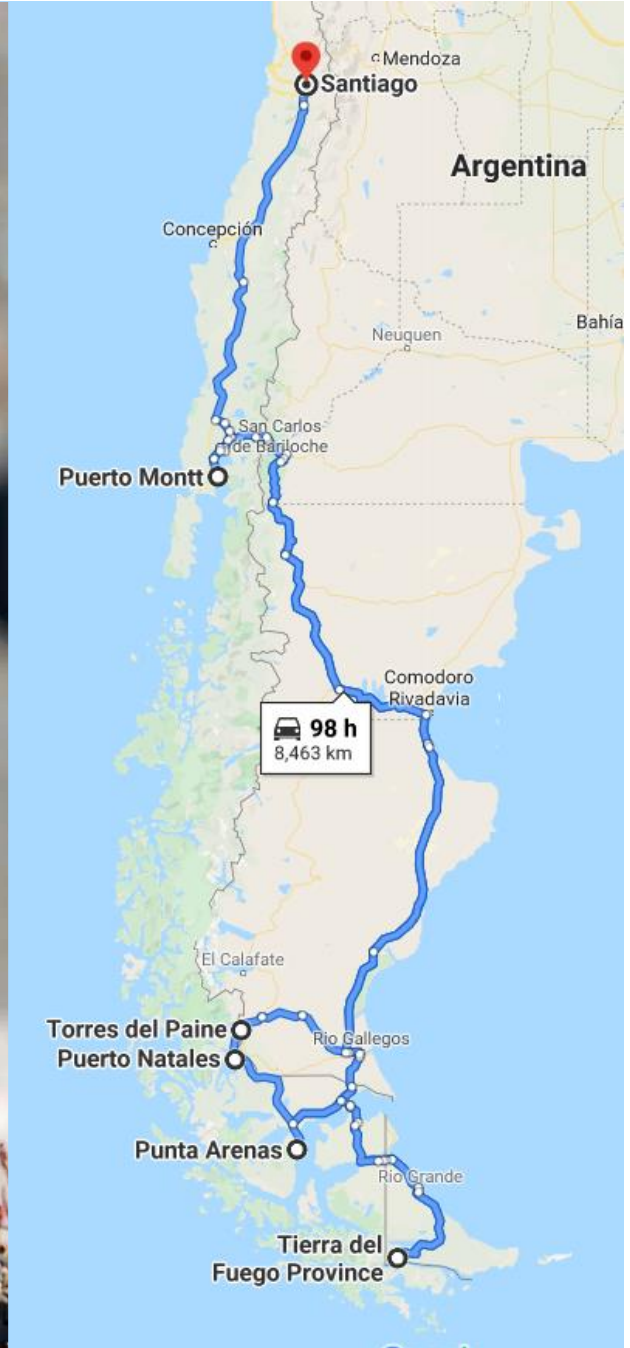 Mendoza
Santiago
Argentina
Concepción
Neuquen
Bahía
San Carlos
de Bariloche
Puerto Montt
Comodoro
Rivadavia
98 h
8,463 km
El Calafate
Torres del Paine
Rio Gallegos
Puerto Natales
Punta Arenas
Rio Grande
Tierra del
Fuego Province